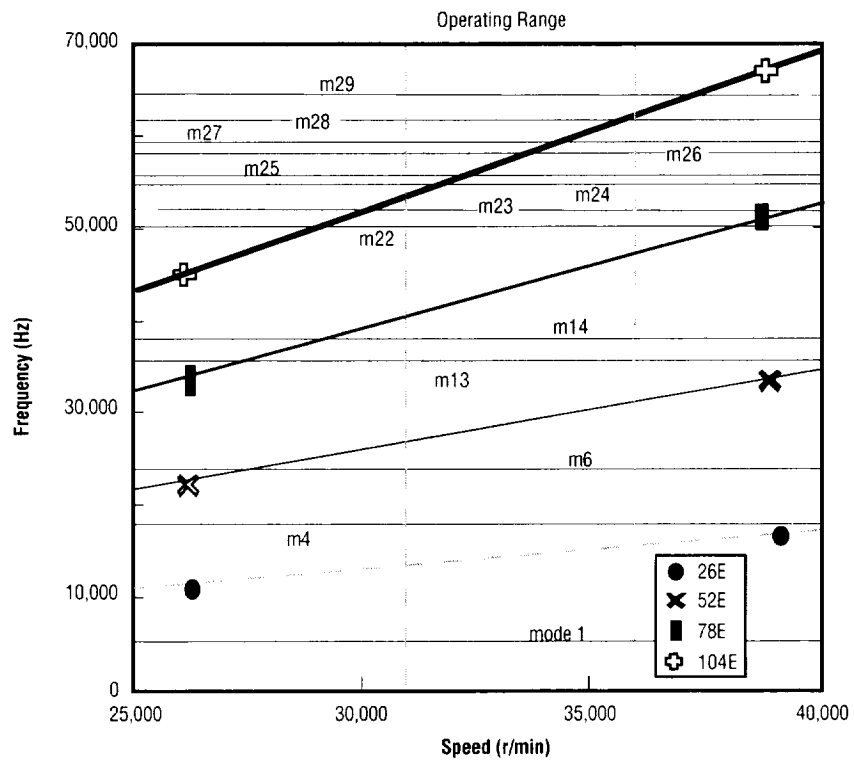 Operating Range
70,000
m29
m28
m27
m26
m25
m24
m23
50,000
m22
m14
Frequency (Hz)
30,000
m13
m6
m4
10,000
26E
52E
mode 1
78E
104E
0
25,000
30,000
35,000
40,000
Speed (r/min)